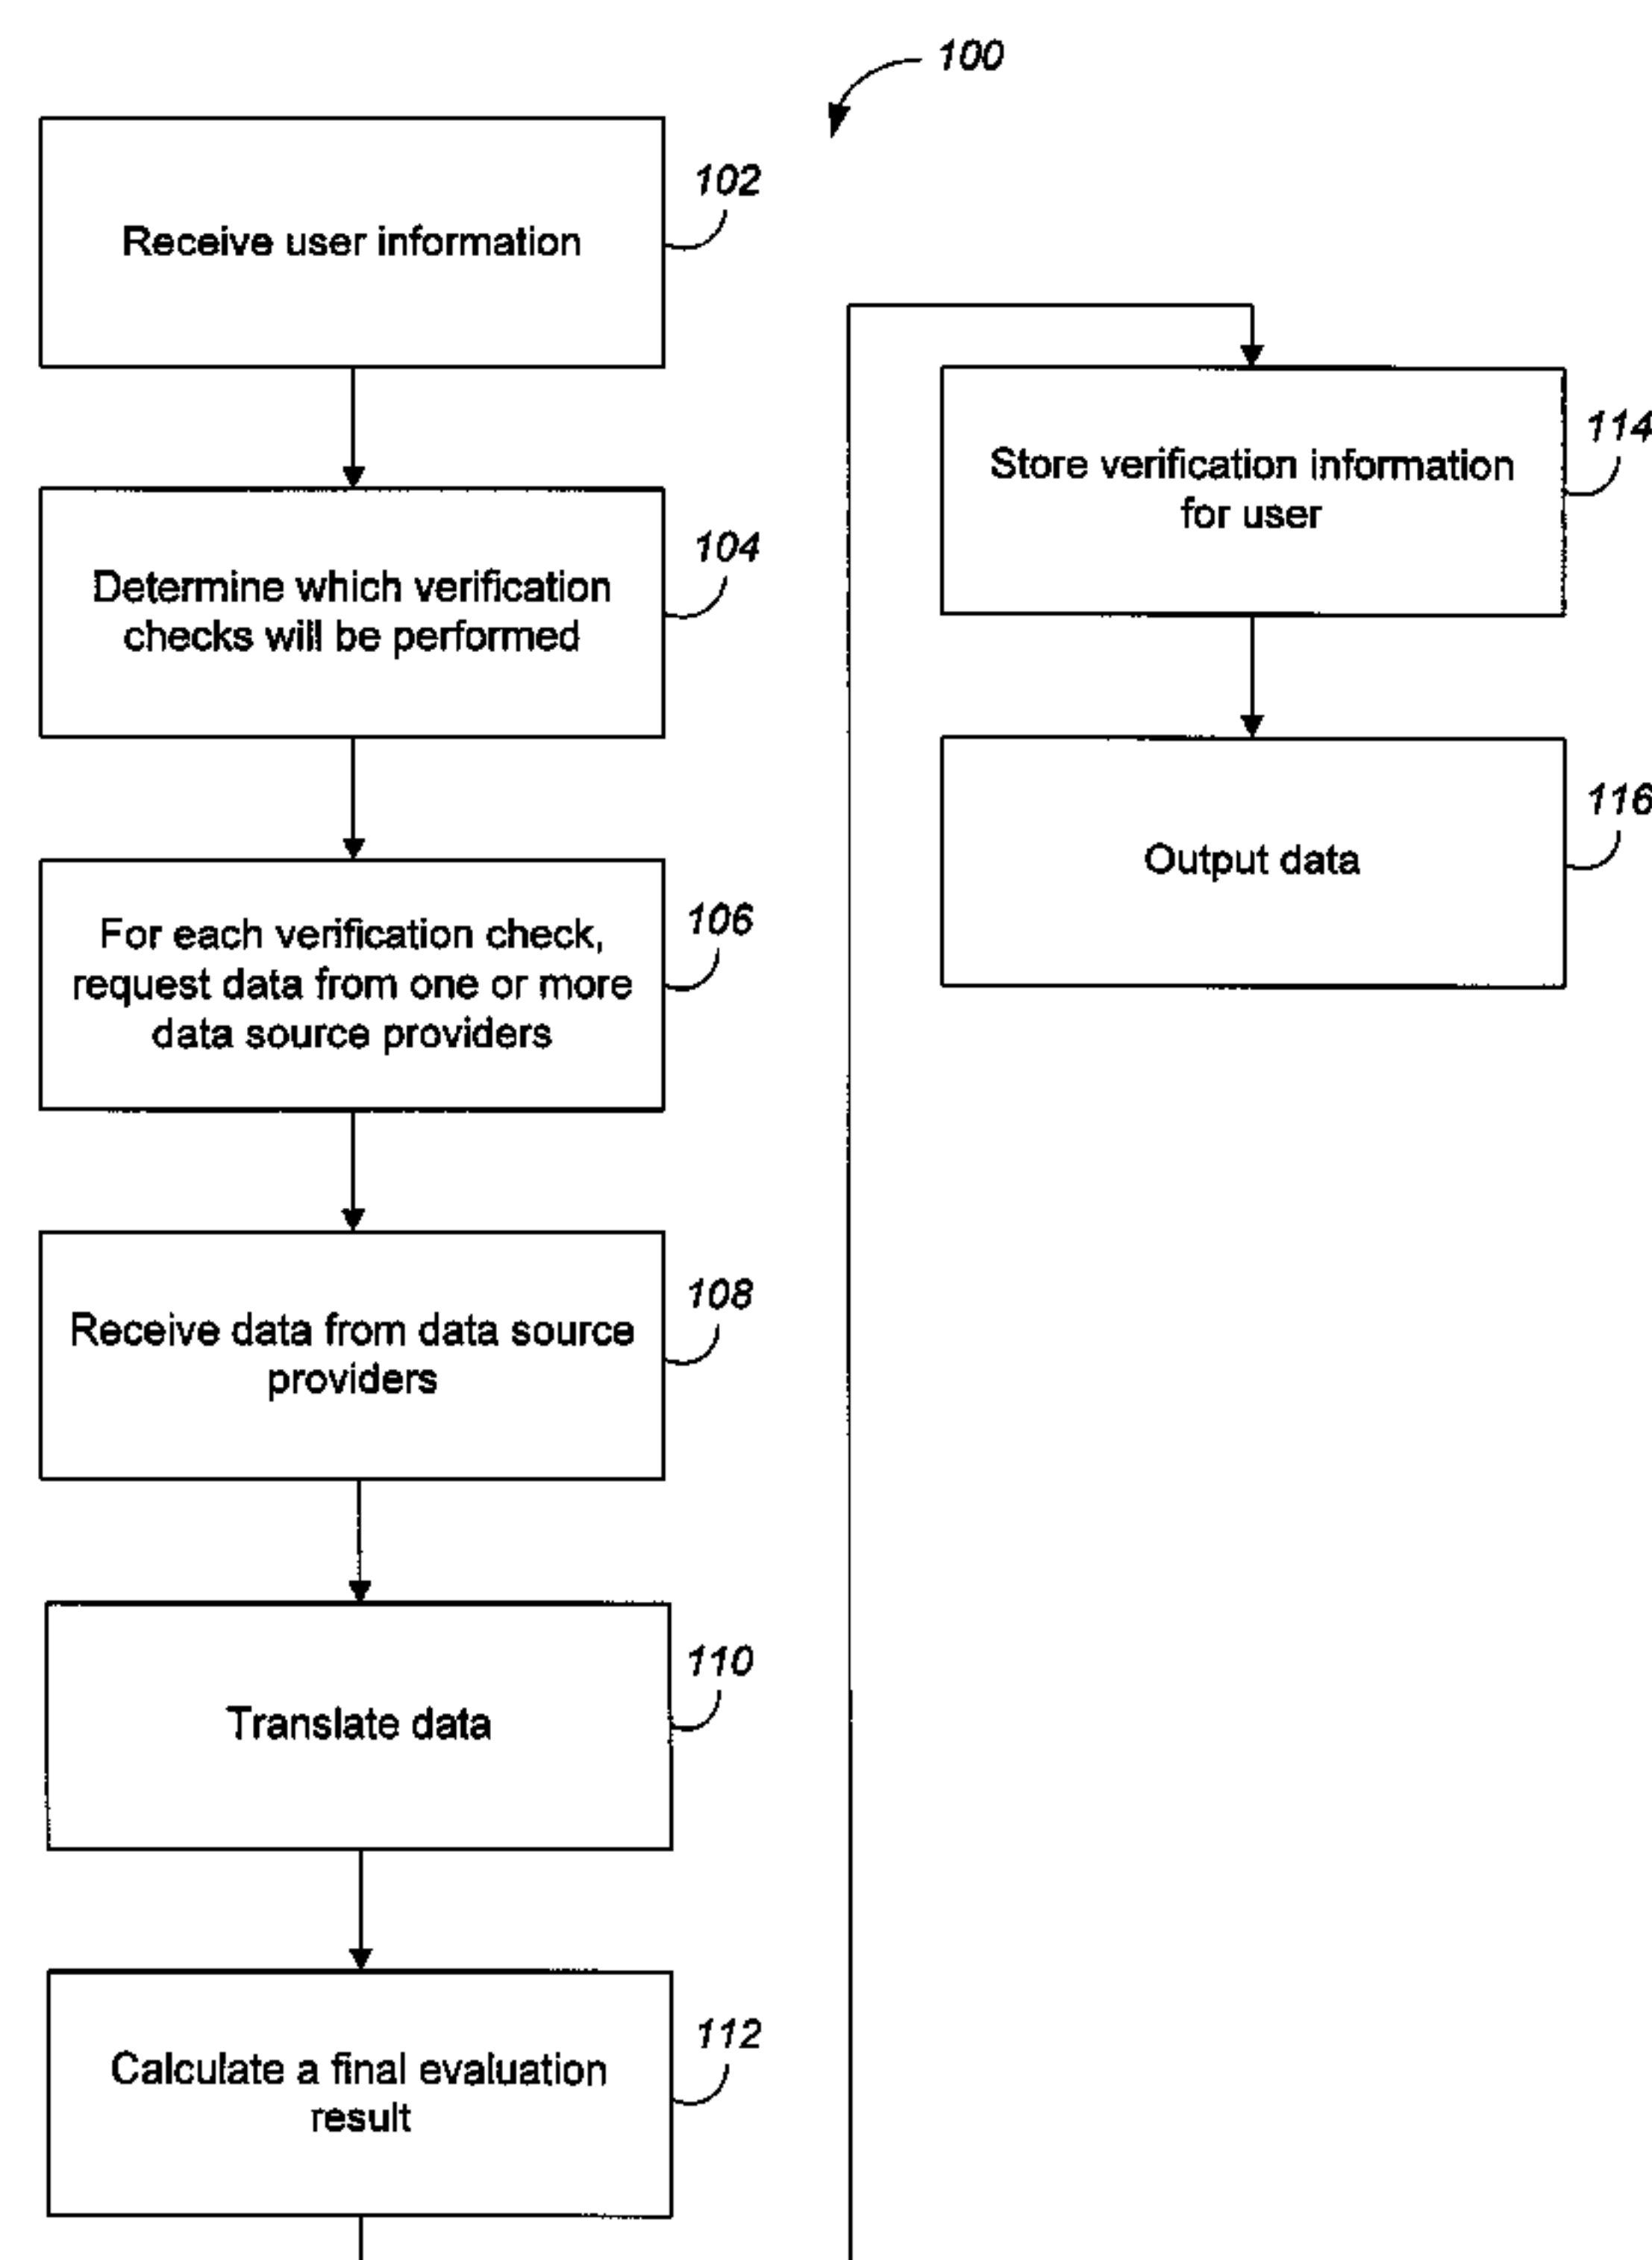 100
Receive user information
102
Determine which verification
checks will be performed
104
For each verification check,
request data from one or more
data source providers
106
Receive data from data source
providers
108
Translate data
110
Calculate a final evaluation
result
112
Store verification information
for user
114
Output data
116